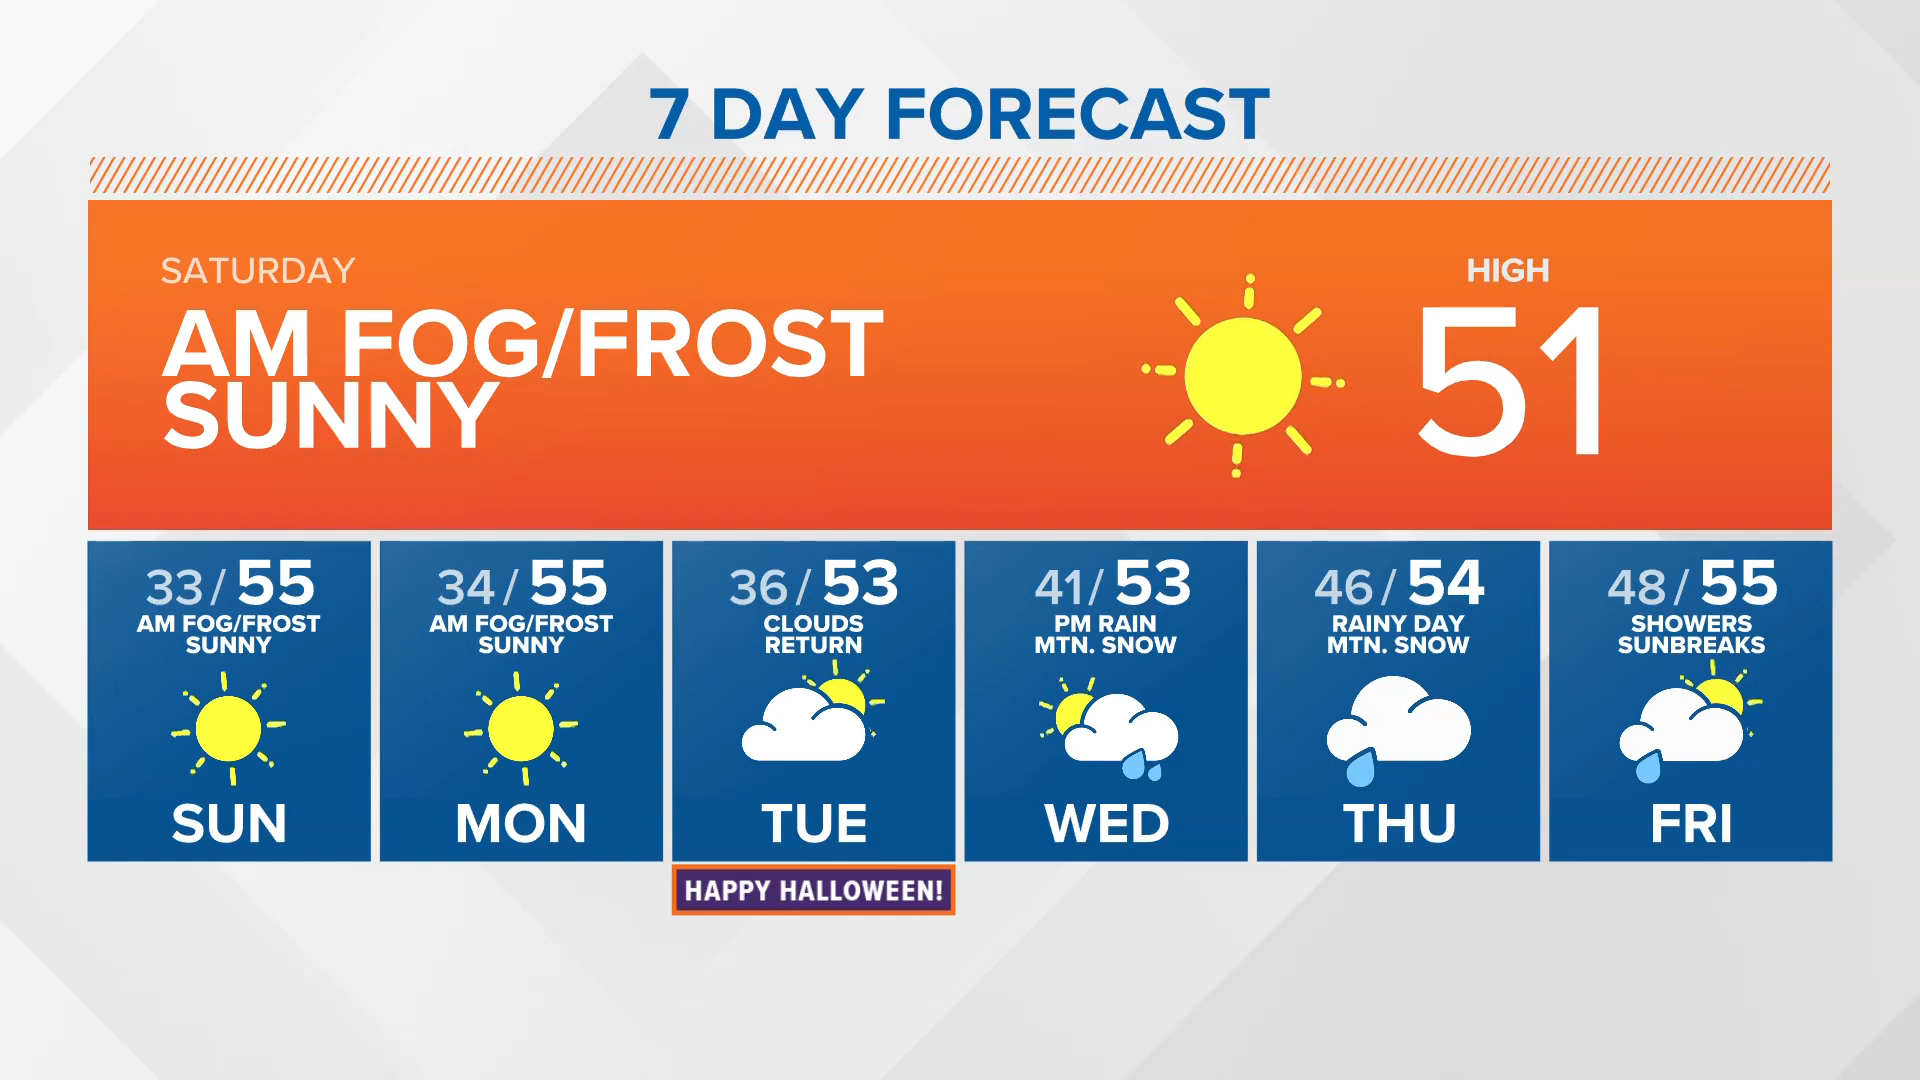 7 DAY FORECAST
SATURDAY
AM FOG/FROST
SUNNY
HIGH
51
33/55
AM FOG/FROST
SUNNY
SUN
34/55
AM FOG/FROST
SUNNY
MON
36/53
CLOUDS
RETURN
TUE
HAPPY HALLOWEEN!
41/53
PM RAIN
MTN. SNOW
WED
46/54
RAINY DAY
MTN. SNOW
THU
48/55
SHOWERS
SUNBREAKS
FRI